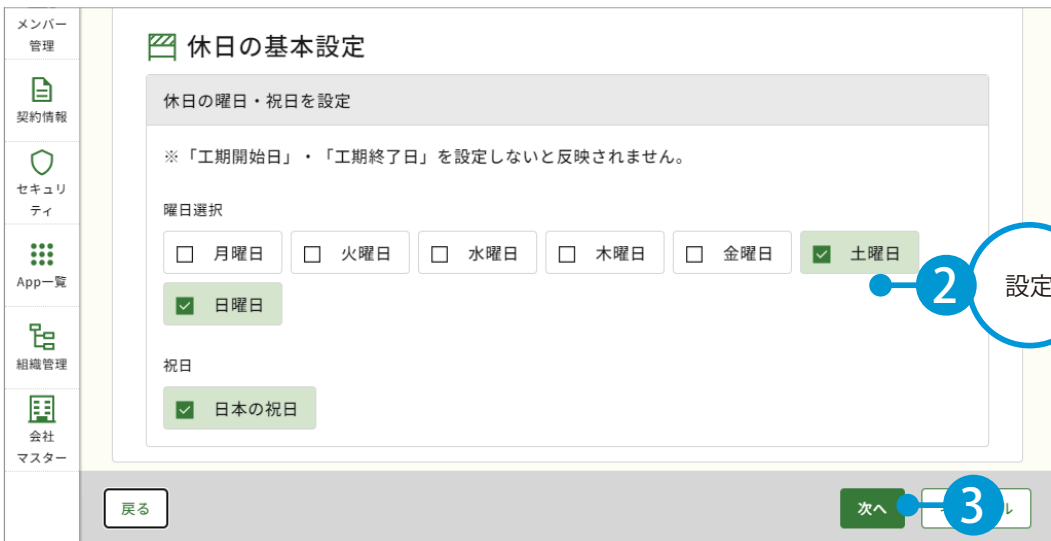 メンバー
管理
契約情報
セキュリ
ティ
App一覧
組織管理
会社
マスター
休日の基本設定
休日の曜日・祝日を設定
※「工期開始日」・「工期終了日」を設定しないと反映されません。
曜日選択
月曜日 火曜日 水曜日 木曜日 金曜日 土曜日
日曜日
2 設定
祝日
日本の祝日
戻る 次へ 3 ル